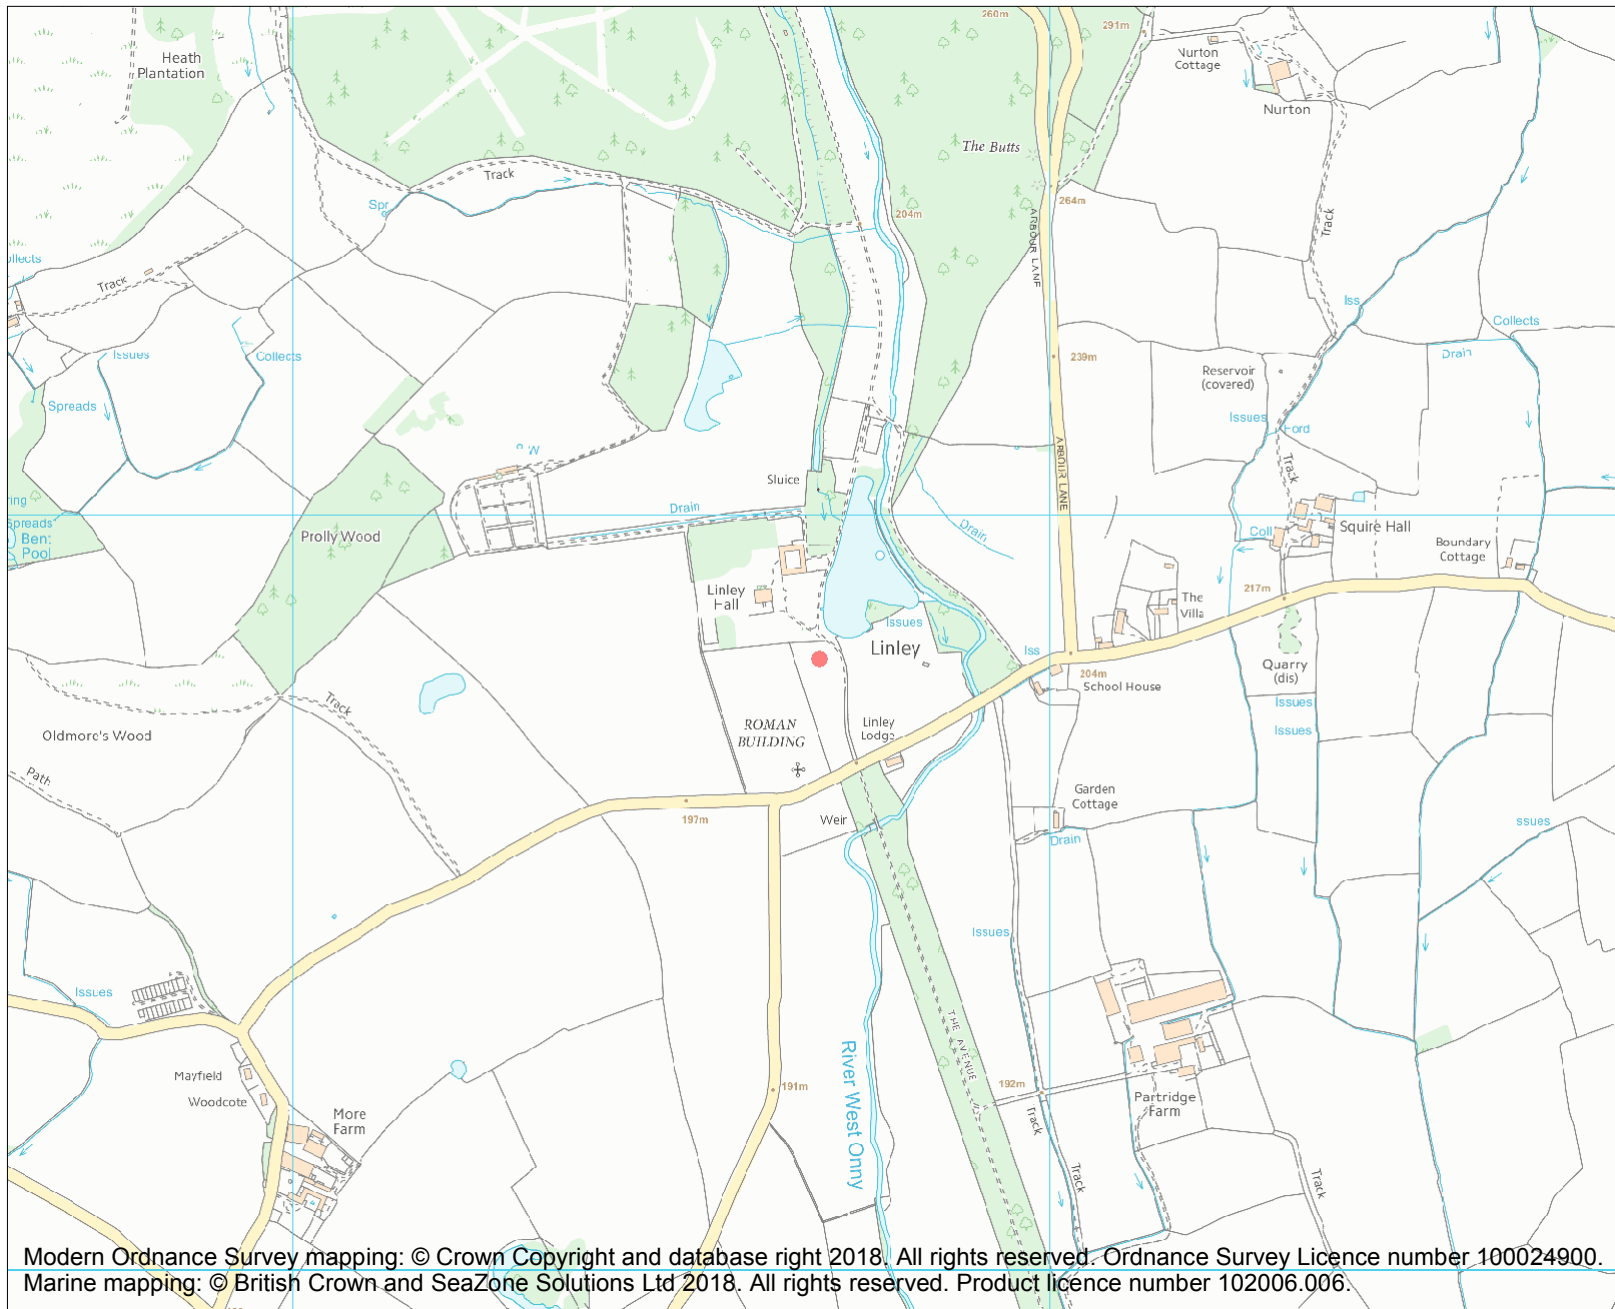 260m
291m
Heath
Plantation
Nurton
Cottage
Nurton
The Butts
Track
Spr
264m
204m
ARBOUR LANE
Track
Track
Iss
Collects
Issues
Collects
239m
Drain
Reservoir
(covered)
Spreads
Issues
Ford
ARBOUR LANE
Track
W
Sluice
Drain
Drain
Spreads
Bent
Pool
Prolly Wood
Coll
Squire Hall
Boundary
Cottage
Linley
Hall
217m
The
Villa
Issues
Linley
Iss
204m
School House
Quarry
(dis)
Issues
Issues
Track
Oldmore's Wood
ROMAN
BUILDING
Linley
Lodge
Path
197m
Weir
Garden
Cottage
Drain
Issues
Issues
THE AVENUE
River West Onny
Mayfield
Woodcote
191m
192m
Track
Partridge
Farm
More
Farm
Track
Track
Modern Ordnance Survey mapping: © Crown Copyright and database right 2018. All rights reserved. Ordnance Survey Licence number 100024900.
Marine mapping: © British Crown and SeaZone Solutions Ltd 2018. All rights reserved. Product licence number 102006.006.